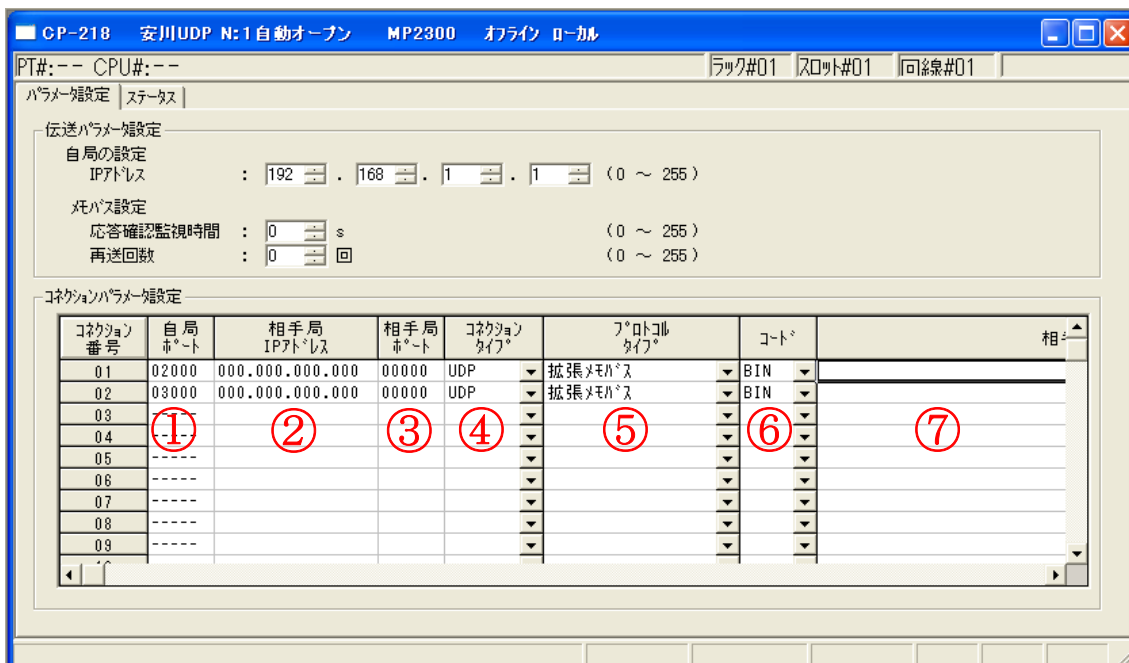 CP-218 安川UDP N:1自動オープン MP2300 オフライン ローカル
PT#:-- CPU#:-- ラック#01 スロット#01 回線#01
パラメータ設定 ステータス
伝送パラメータ設定
自局の設定
IPアドレス : 192 . 168 . 1 . 1 (0 ～ 255)
メモバス設定
応答確認監視時間 : 0 s (0 ～ 255)
再送回数 : 0 回 (0 ～ 255)
コネクションパラメータ設定
コネクション 自局 相手局 相手局 コネクション プロトコル コード
番号 ポート IPアドレス ポート タイプ タイプ
01 02000 000.000.000.000 00000 UDP 拡張メモバス BIN
02 03000 000.000.000.000 00000 UDP 拡張メモバス BIN
03 -----
04 -----
① ② ③ ④ ⑤ ⑥ ⑦
05 -----
06 -----
07 -----
08 -----
09 -----